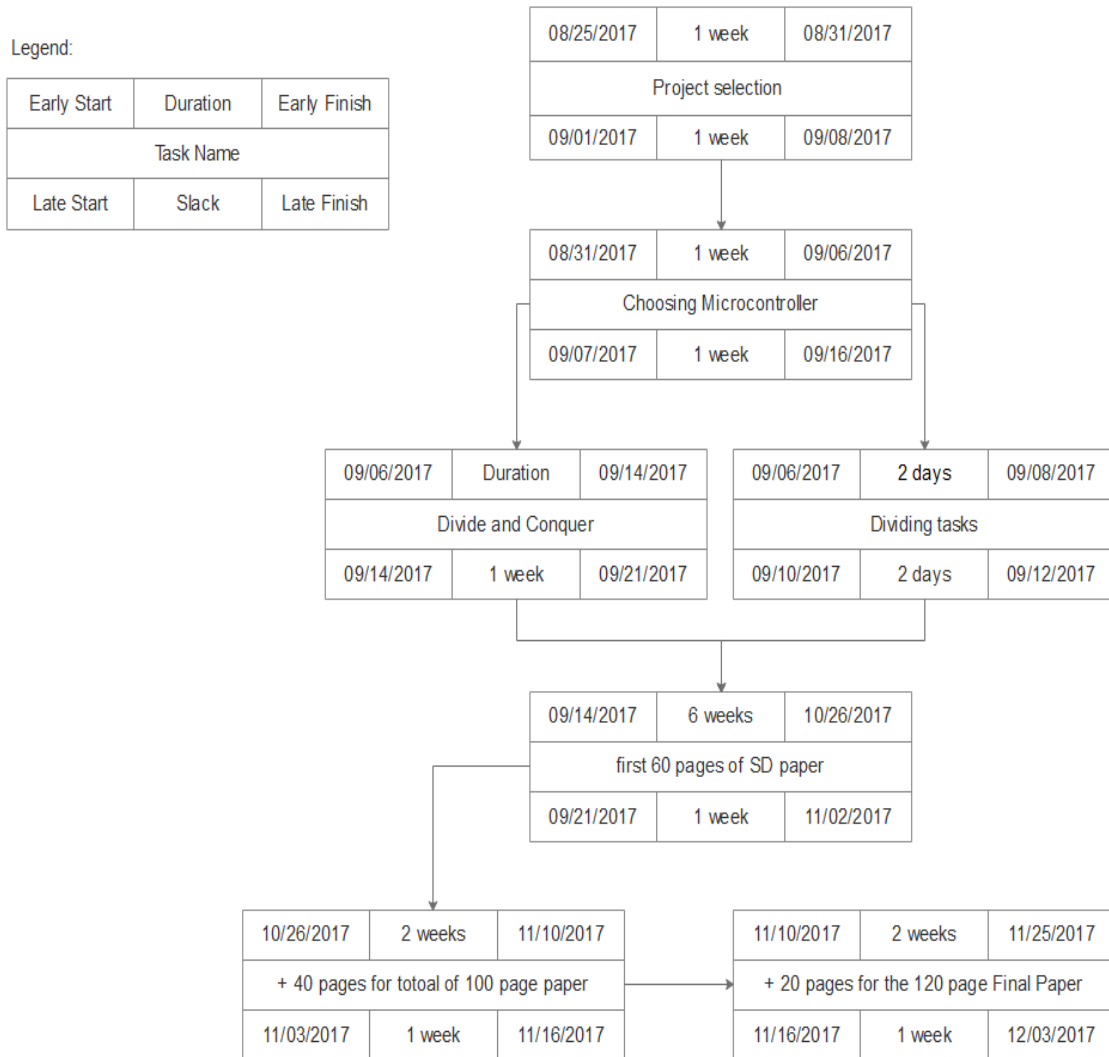 Legend:
Early Start Duration Early Finish
Task Name
Late Start Slack Late Finish
08/25/2017 1 week 08/31/2017
Project selection
09/01/2017 1 week 09/08/2017
08/31/2017 1 week 09/06/2017
Choosing Microcontroller
09/07/2017 1 week 09/16/2017
09/06/2017 Duration 09/14/2017
Divide and Conquer
09/14/2017 1 week 09/21/2017
09/06/2017 2 days 09/08/2017
Dividing tasks
09/10/2017 2 days 09/12/2017
09/14/2017 6 weeks 10/26/2017
first 60 pages of SD paper
09/21/2017 1 week 11/02/2017
10/26/2017 2 weeks 11/10/2017
+ 40 pages for totoal of 100 page paper
11/03/2017 1 week 11/16/2017
11/10/2017 2 weeks 11/25/2017
+ 20 pages for the 120 page Final Paper
11/16/2017 1 week 12/03/2017